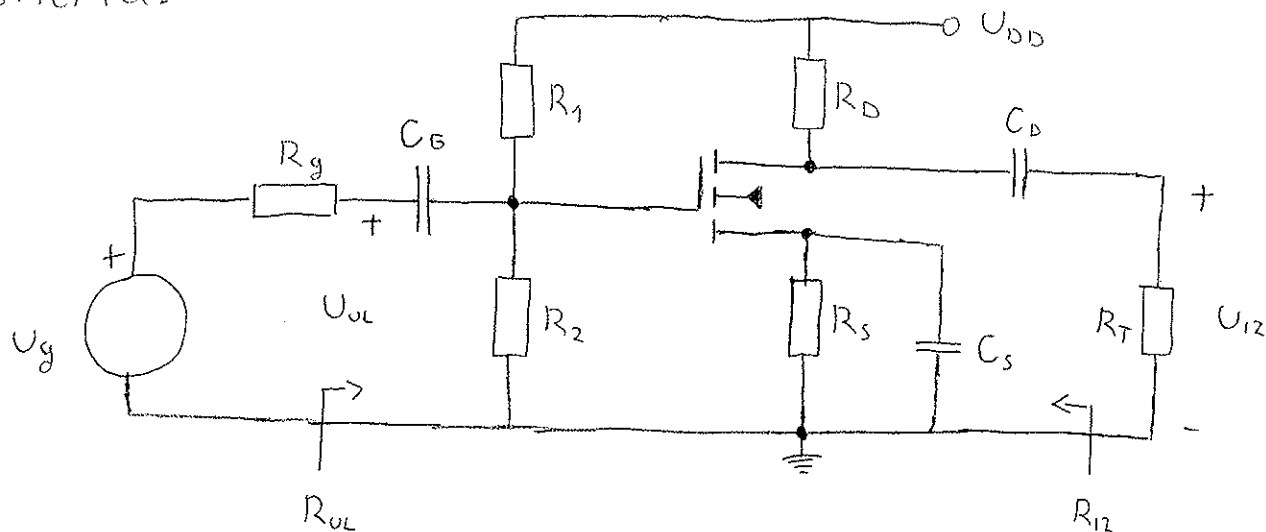 U_DD
R_1
R_D
C_D
C_G
R_g
+
+
+
U_UL
R_2
R_S
C_S
R_T
U_IZ
U_g
-
R_UL
R_IZ